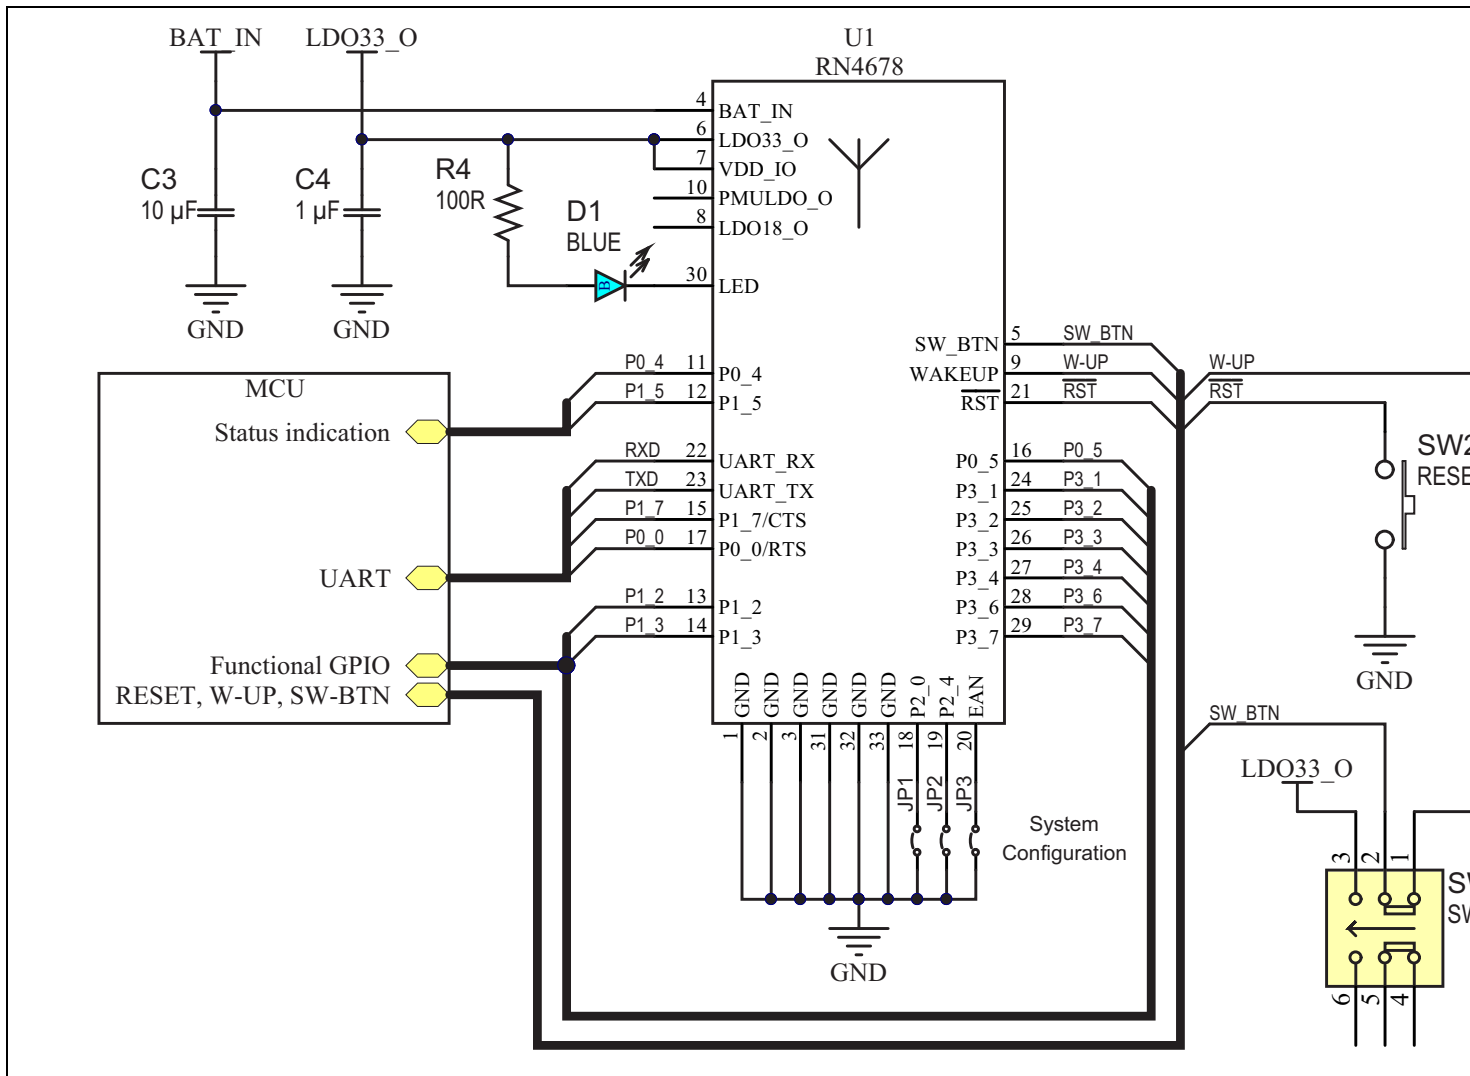 BAT_IN
LDO33_O
U1
RN4678
4
BAT_IN
6
LDO33_O
7
VDD_IO
10
PMULDO_O
8
LDO18_O
30
LED
C3
10 µF
C4
1 µF
R4
100R
D1
BLUE
B
GND
GND
MCU
Status indication
UART
Functional GPIO
RESET, W-UP, SW-BTN
P0_4 11 P0_4
P1_5 12 P1_5
RXD 22 UART_RX
TXD 23 UART_TX
P1_7 15 P1_7/CTS
P0_0 17 P0_0/RTS
P1_2 13 P1_2
P1_3 14 P1_3
SW_BTN 5 SW_BTN
WAKEUP 9 W-UP
RST 21 RST
P0_5 16 P0_5
P3_1 24 P3_1
P3_2 25 P3_2
P3_3 26 P3_3
P3_4 27 P3_4
P3_6 28 P3_6
P3_7 29 P3_7
W-UP
RST
SW2
RESE
GND
GND GND GND GND GND GND P2_0 P2_4 EAN
1 2 3 31 32 33 18 19 20
JP1 JP2 JP3
System
Configuration
GND
SW_BTN
LDO33_O
3 2 1
SW
SW
6 5 4